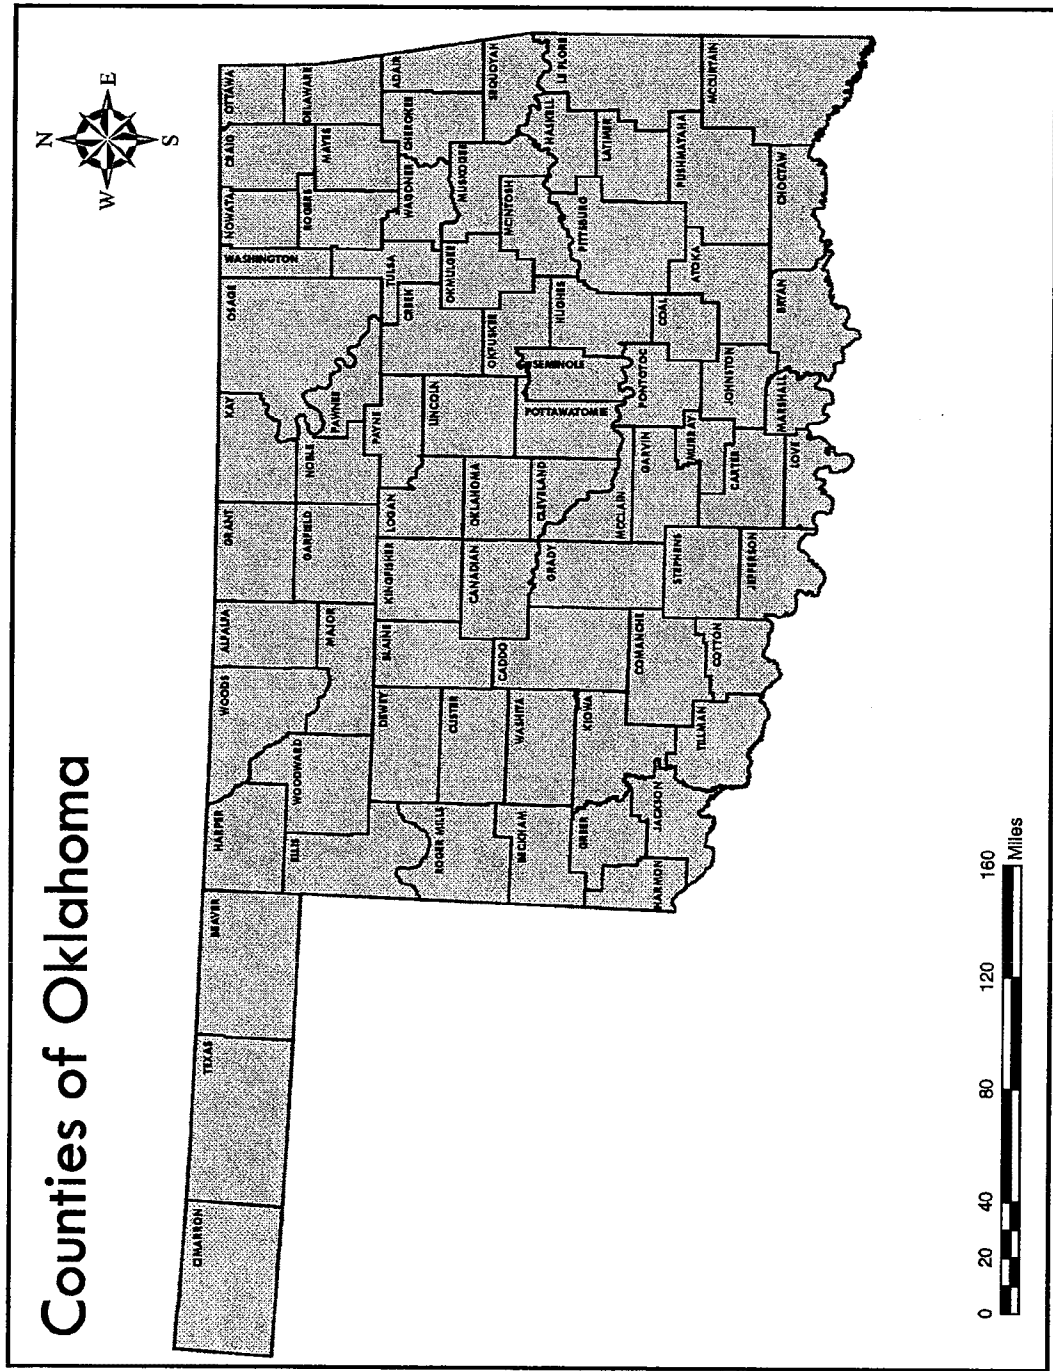 Counties of Oklahoma
N
W
E
S
CIMARRON
TEXAS
BEAVER
HARPER
WOODS
ALFALFA
GRANT
KAY
OSAGE
WASHINGTON
NOWATA
CRAIG
OTTAWA
ELLIS
WOODWARD
MAJOR
GARFIELD
NOBLE
PAWNEE
ROGERS
MAYES
DELAWARE
DEWEY
BLAINE
KINGFISHER
LOGAN
PAYNE
CREEK
TULSA
WAGONER
CHEROKEE
ADAIR
ROGER MILLS
CUSTER
CANADIAN
OKLAHOMA
LINCOLN
OKFUSKEE
OKMULGEE
MUSKOGEE
SEQUOYAH
BECKHAM
WASHITA
CADDO
GRADY
CLEVELAND
POTTAWATOMIE
SEMINOLE
HUGHES
MCINTOSH
HASKELL
LE FLORE
GREER
KIOWA
COMANCHE
MCCLAIN
GARVIN
PONTOTOC
COAL
PITTSBURG
LATIMER
HARMON
JACKSON
TILLMAN
COTTON
STEPHENS
MURRAY
CARTER
JOHNSTON
ATOKA
PUSHMATAHA
MCCURTAIN
JEFFERSON
LOVE
MARSHALL
BRYAN
CHOCTAW
0 20 40 80 120 160
Miles